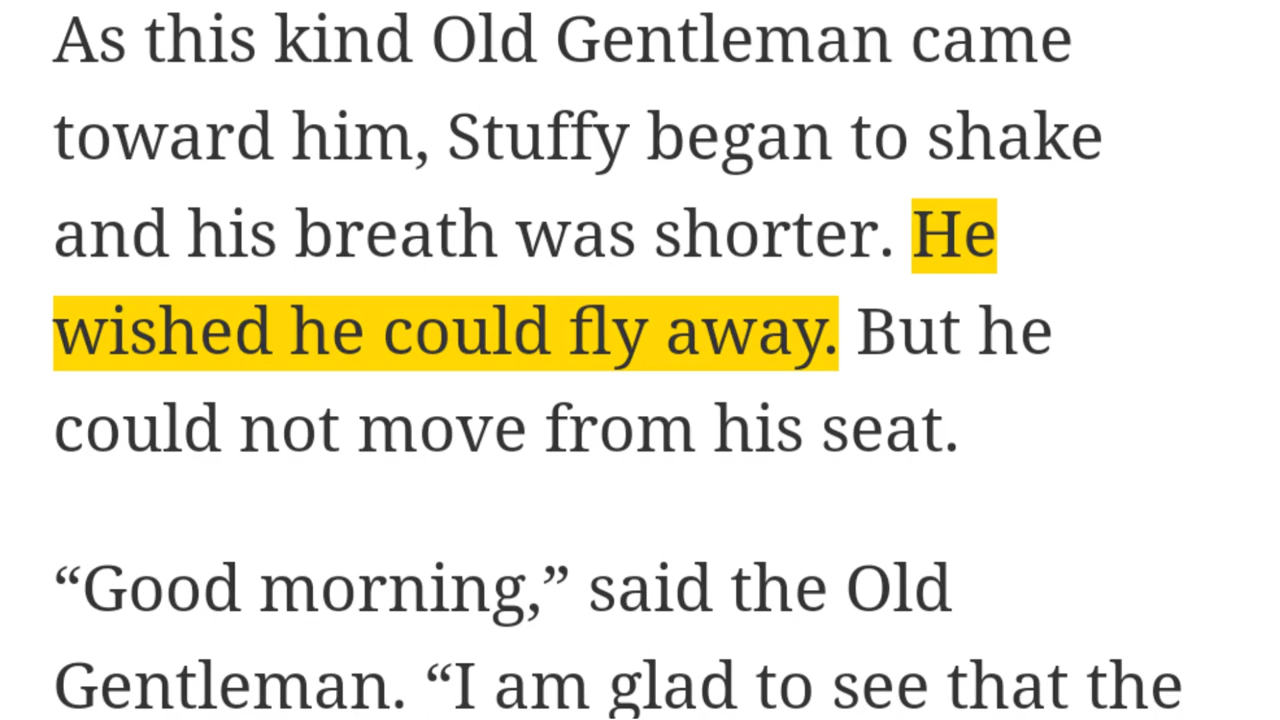 As this kind Old Gentleman came
toward him, Stuffy began to shake
and his breath was shorter. He
wished he could fly away. But he
could not move from his seat.
“Good morning,” said the Old
Gentleman. “I am glad to see that the